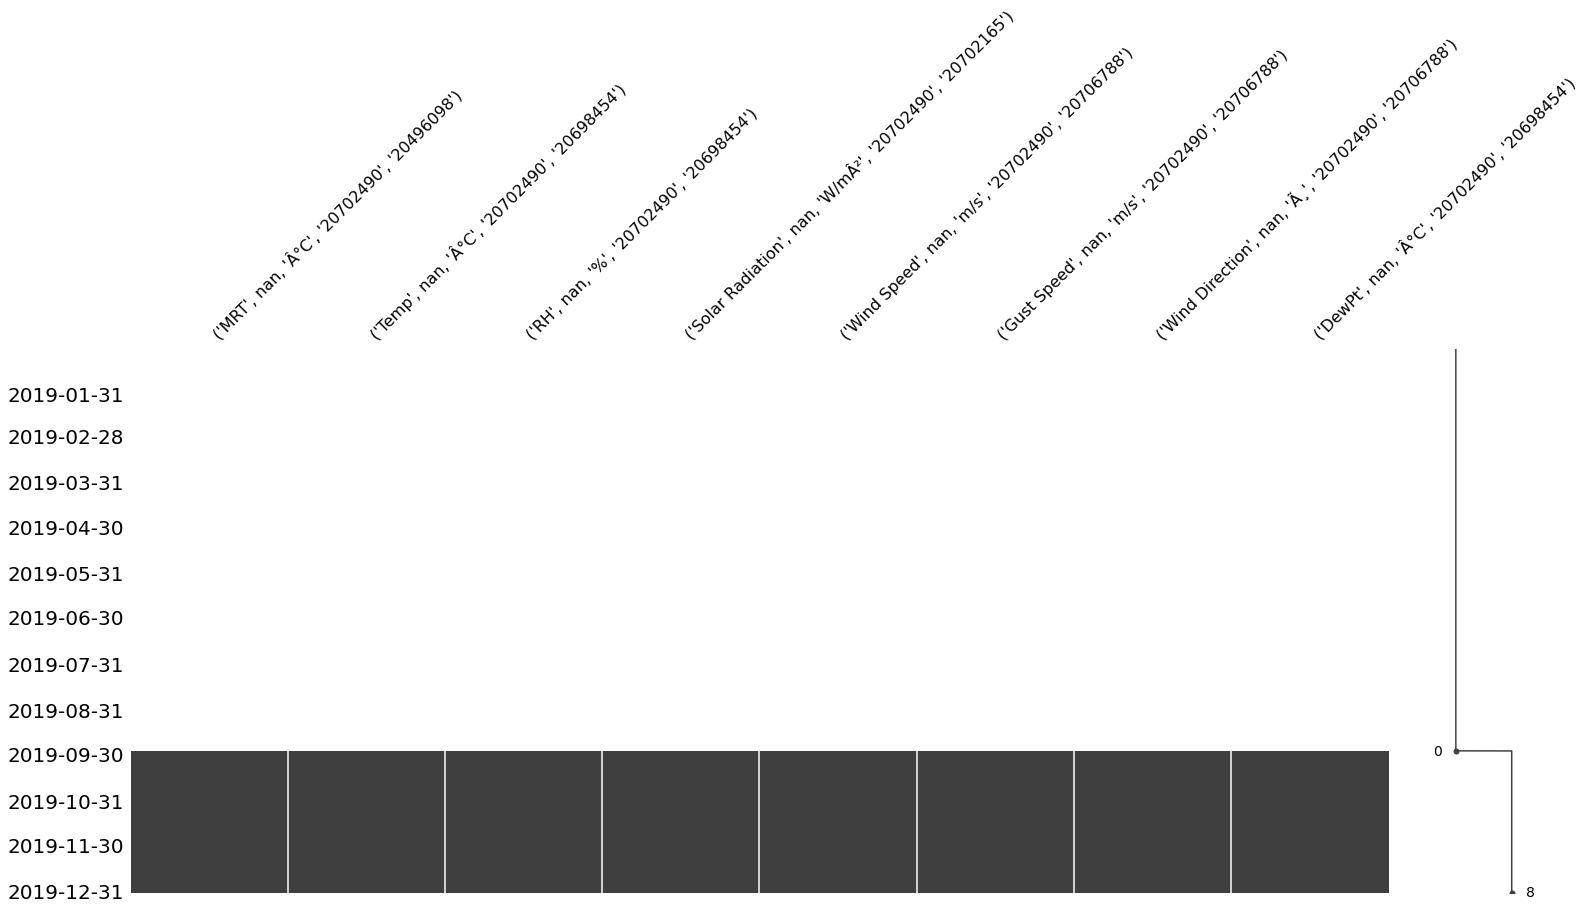 ('MRT', nan, 'Â°C', '20702490', '20496098')
('Temp', nan, 'Â°C', '20702490', '20698454')
('RH', nan, '%', '20702490', '20698454')
('Solar Radiation', nan, 'W/mÂ²', '20702490', '20702165')
('Wind Speed', nan, 'm/s', '20702490', '20706788')
('Gust Speed', nan, 'm/s', '20702490', '20706788')
('Wind Direction', nan, 'Ã¸', '20702490', '20706788')
('DewPt', nan, 'Â°C', '20702490', '20698454')
2019-01-31
2019-02-28
2019-03-31
2019-04-30
2019-05-31
2019-06-30
2019-07-31
2019-08-31
2019-09-30
0
2019-10-31
2019-11-30
2019-12-31
8